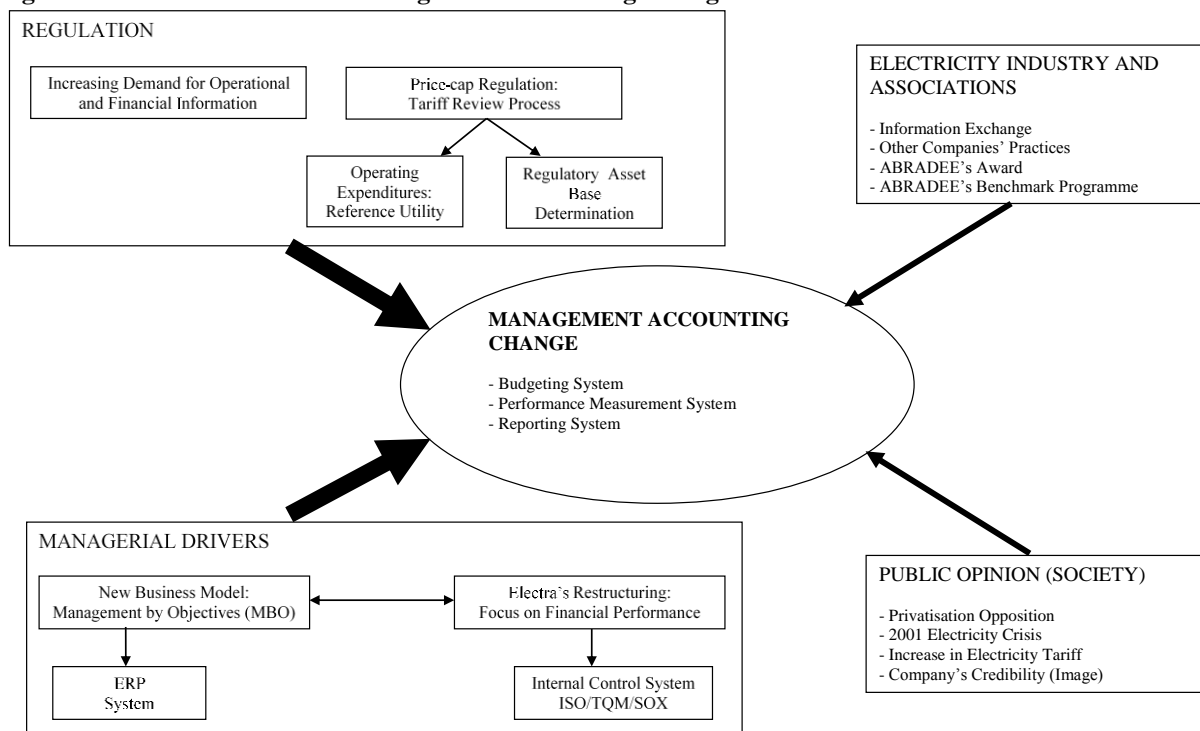 REGULATION
Increasing Demand for Operational
and Financial Information
Price-cap Regulation:
Tariff Review Process
Operating
Expenditures:
Reference Utility
Regulatory Asset
Base
Determination
ELECTRICITY INDUSTRY AND
ASSOCIATIONS
- Information Exchange
- Other Companies' Practices
- ABRADEE's Award
- ABRADEE's Benchmark Programme
MANAGEMENT ACCOUNTING
CHANGE
- Budgeting System
- Performance Measurement System
- Reporting System
MANAGERIAL DRIVERS
New Business Model:
Management by Objectives (MBO)
Electra`s Restructuring:
Focus on Financial Performance
ERP
System
Internal Control System
ISO/TQM/SOX
PUBLIC OPINION (SOCIETY)
- Privatisation Opposition
- 2001 Electricity Crisis
- Increase in Electricity Tariff
- Company's Credibility (Image)